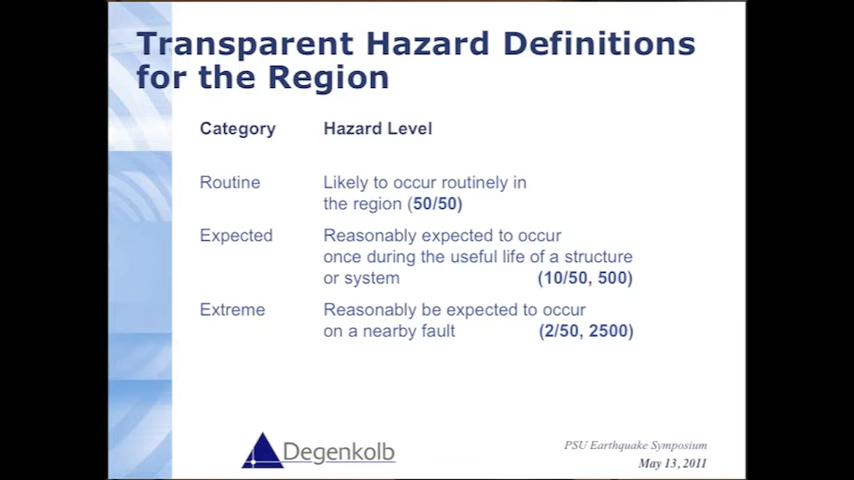 Transparent Hazard Definitions
for the Region
Category Hazard Level
Routine Likely to occur routinely in
the region (50/50)
Expected Reasonably expected to occur
once during the useful life of a structure
or system (10/50, 500)
Extreme Reasonably be expected to occur
on a nearby fault (2/50, 2500)
Degenkolb
PSU Earthquake Symposium
May 13, 2011